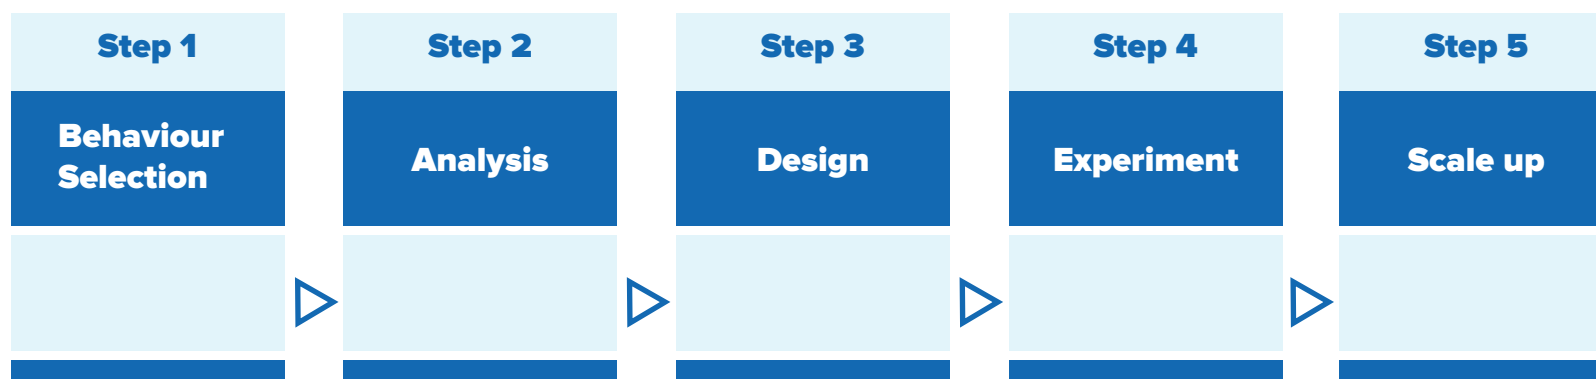 Step 1
Behaviour
Selection
Step 2
Analysis
Step 3
Design
Step 4
Experiment
Step 5
Scale up